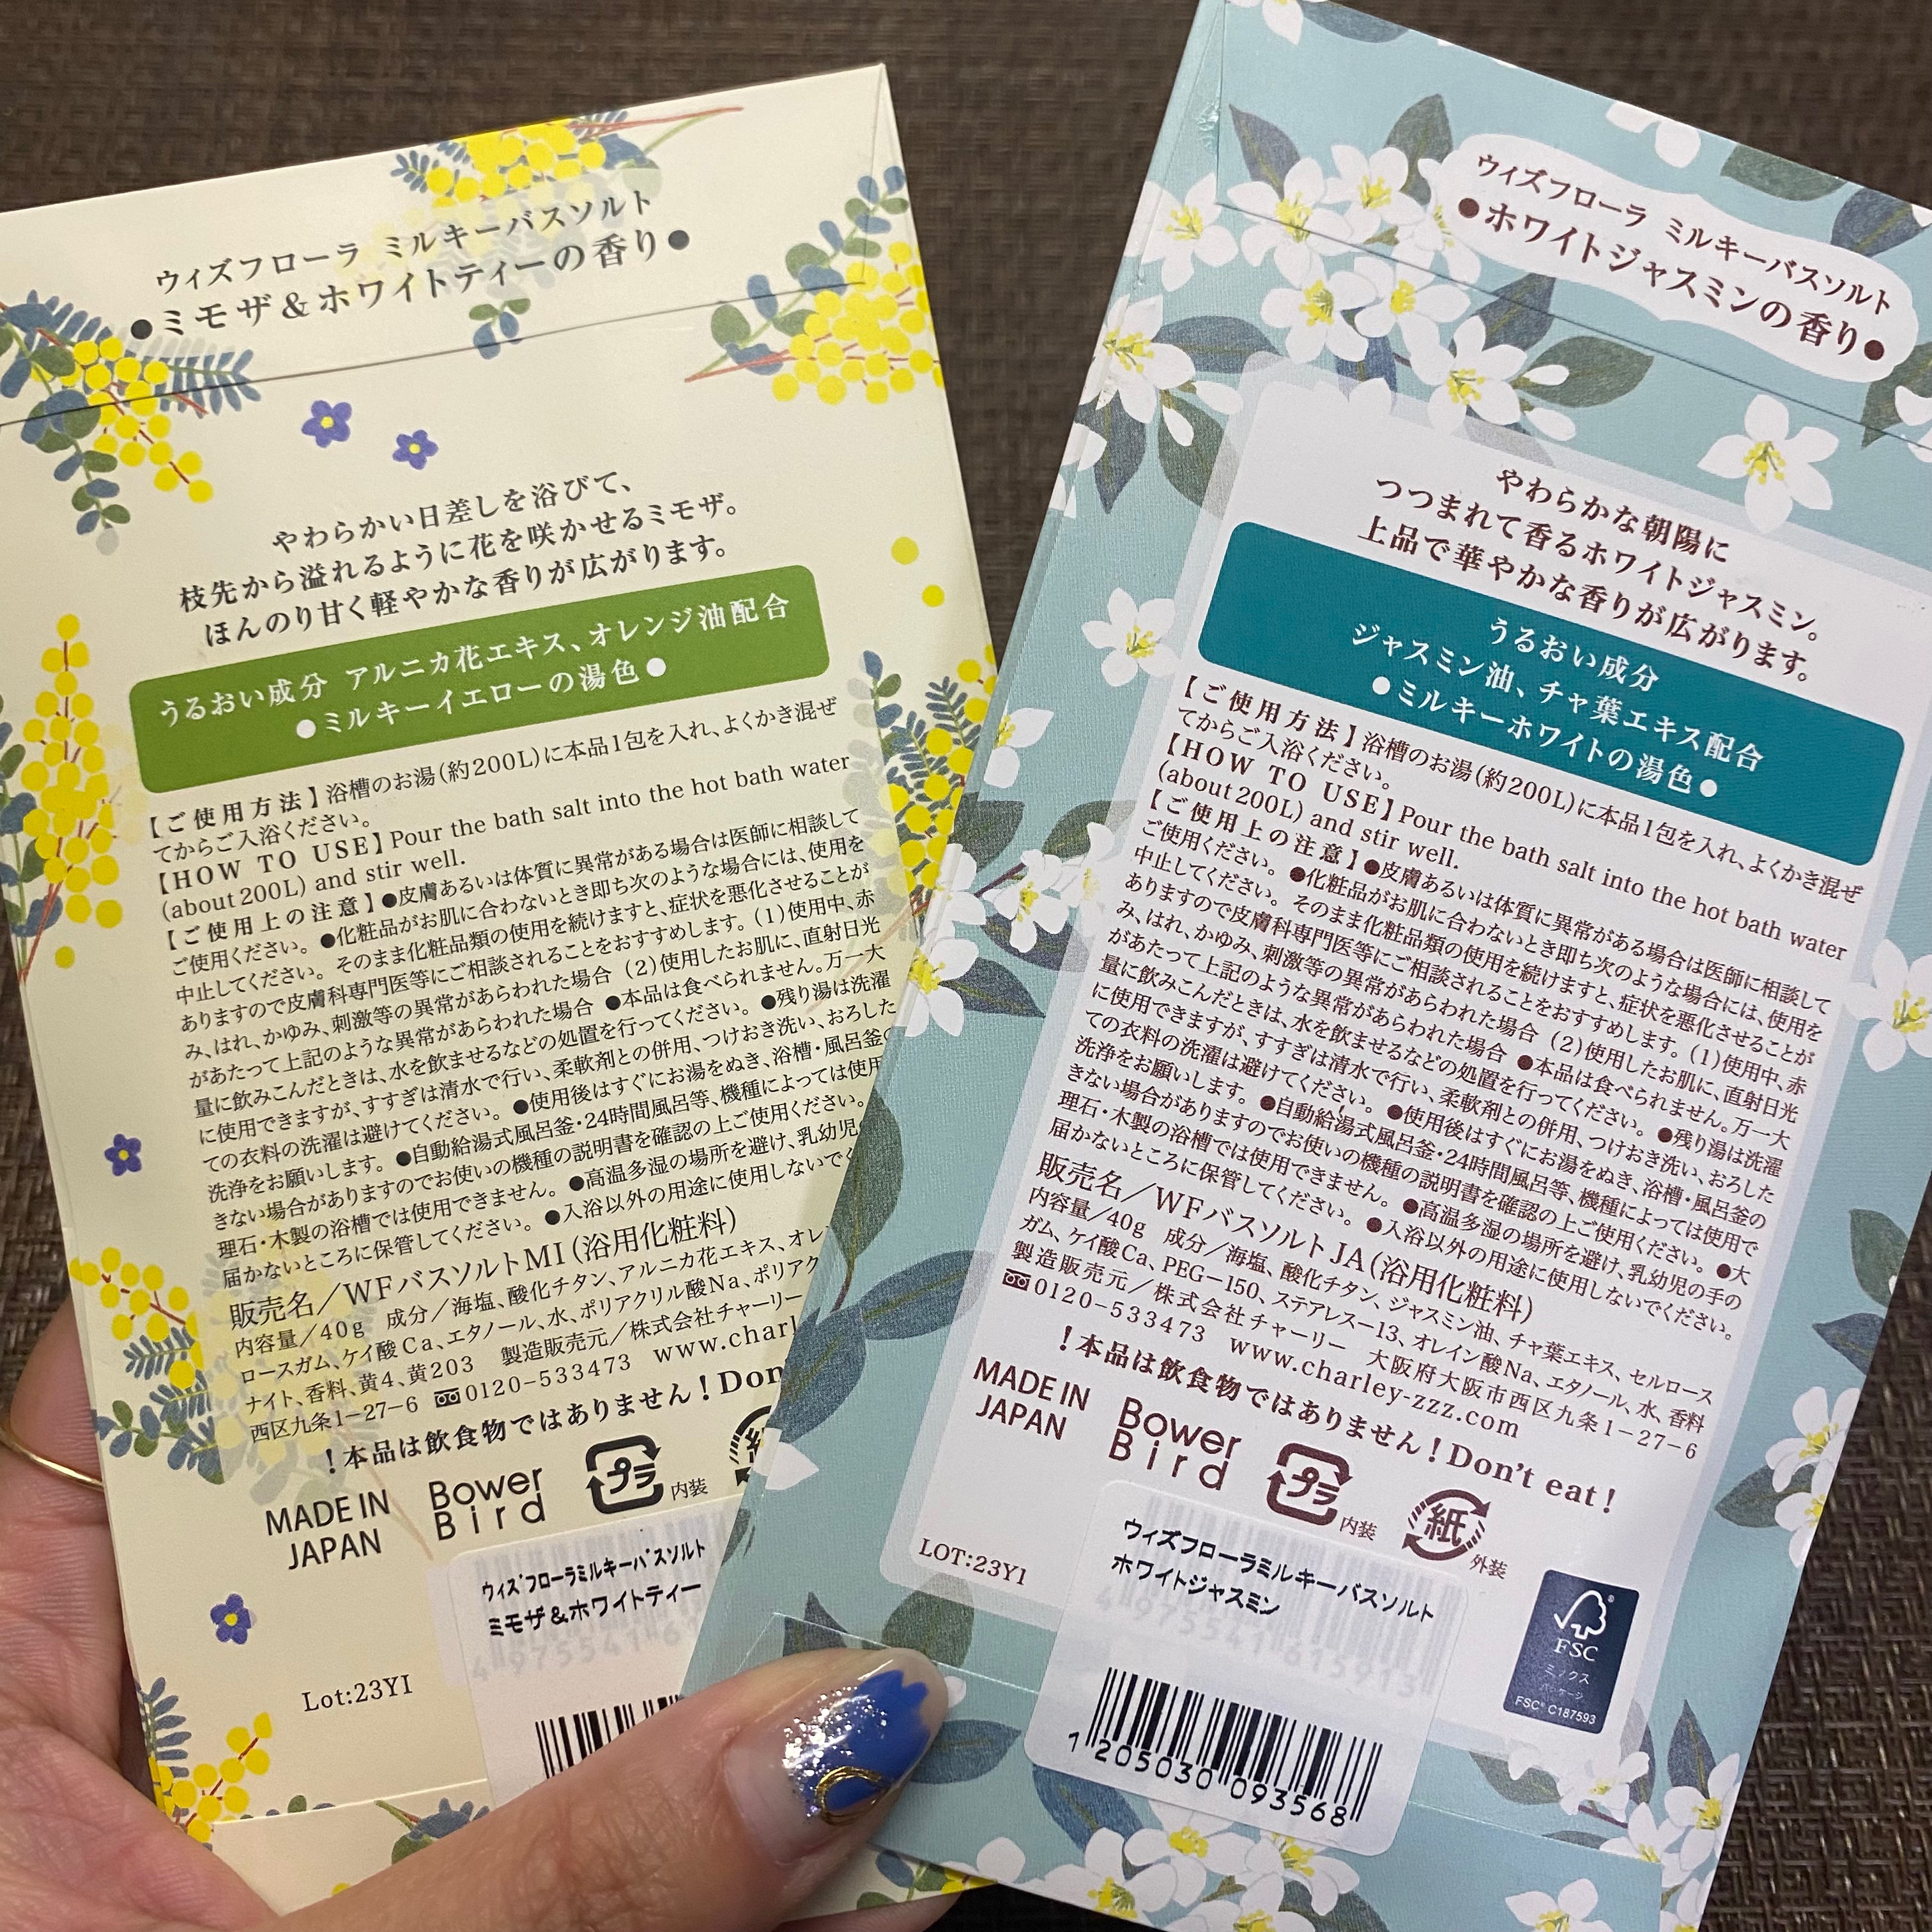 ウィズフローラ ミルキーバスソルト
●ミモザ&ホワイトティーの香り●
やわらかい日差しを浴びて、
枝先から溢れるように花を咲かせるミモザ。
ほんのり甘く軽やかな香りが広がります。
うるおい成分 アルニカ花エキス、オレンジ油配合
●ミルキーイエローの湯色●
【ご使用方法】浴槽のお湯(約200L)に本品1包を入れ、よくかき混ぜ
てからご入浴ください。
【HOW TO USE】Pour the bath salt into the hot bath water
(about 200L) and stir well.
【ご使用上の注意】●皮膚あるいは体質に異常がある場合は医師に相談して
ご使用ください。 ●化粧品がお肌に合わないとき即ち次のような場合には、使用を
中止してください。そのまま化粧品類の使用を続けますと、症状を悪化させることが
ありますので皮膚科専門医等にご相談されることをおすすめします。(1)使用中、赤
み、はれ、かゆみ、刺激等の異常があらわれた場合 (2)使用したお肌に、直射日光
があたって上記のような異常があらわれた場合 ●本品は食べられません。万一大
量に飲みこんだときは、水を飲ませるなどの処置を行ってください。 ●残り湯は洗濯
に使用できますが、すすぎは清水で行い、柔軟剤との併用、つけおき洗い、おろした
ての衣料の洗濯は避けてください。 ●使用後はすぐにお湯をぬき、浴槽・風呂釜の
洗浄をお願いします。 ●自動給湯式風呂釜・24時間風呂等、機種によっては使用
きない場合がありますのでお使いの機種の説明書を確認の上ご使用ください。
理石・木製の浴槽では使用できません。 ●高温多湿の場所を避け、乳幼児
届かないところに保管してください。 ●入浴以外の用途に使用しないでく
販売名／WFバスソルトMI(浴用化粧料)
内容量／40g 成分／海塩、酸化チタン、アルニカ花エキス、オレ
ロースガム、ケイ酸Ca、エタノール、水、ポリアクリル酸Na、ポリアク
ナイト、香料、黄4、黄203 製造販売元／株式会社チャーリー
西区九条1-27-6 0120-533473 www.charl
!本品は飲食物ではありません!Don
MADE IN
JAPAN
Bower
Bird
プラ
内装
紙
ウィズフローラミルキーバスソルト
ミモザ&ホワイトティー
Lot:23YI
ウィズフローラ ミルキーバスソルト
●ホワイトジャスミンの香り●
やわらかな朝陽に
つつまれて香るホワイトジャスミン。
上品で華やかな香りが広がります。
うるおい成分
ジャスミン油、チャ葉エキス配合
●ミルキーホワイトの湯色●
【ご使用方法】浴槽のお湯(約200L)に本品1包を入れ、よくかき混ぜ
てからご入浴ください。
【HOW TO USE】Pour the bath salt into the hot bath water
(about 200L) and stir well.
【ご使用上の注意】●皮膚あるいは体質に異常がある場合は医師に相談して
ご使用ください。 ●化粧品がお肌に合わないとき即ち次のような場合には、使用を
中止してください。そのまま化粧品類の使用を続けますと、症状を悪化させることが
ありますので皮膚科専門医等にご相談されることをおすすめします。(1)使用中、赤
み、はれ、かゆみ、刺激等の異常があらわれた場合 (2)使用したお肌に、直射日光
があたって上記のような異常があらわれた場合 ●本品は食べられません。万一大
量に飲みこんだときは、水を飲ませるなどの処置を行ってください。 ●残り湯は洗濯
に使用できますが、すすぎは清水で行い、柔軟剤との併用、つけおき洗い、おろした
ての衣料の洗濯は避けてください。 ●使用後はすぐにお湯をぬき、浴槽・風呂釜の
洗浄をお願いします。 ●自動給湯式風呂釜・24時間風呂等、機種によっては使用で
きない場合がありますのでお使いの機種の説明書を確認の上ご使用ください。 ●大
理石・木製の浴槽では使用できません。 ●高温多湿の場所を避け、乳幼児の手の
届かないところに保管してください。 ●入浴以外の用途に使用しないでください。
販売名／WFバスソルトJA(浴用化粧料)
内容量／40g 成分／海塩、酸化チタン、ジャスミン油、チャ葉エキス、セルロース
ガム、ケイ酸Ca、PEG-150、ステアレス-13、オレイン酸Na、エタノール、水、香料
製造販売元／株式会社チャーリー 大阪府大阪市西区九条1-27-6
0120-533473 www.charley-zzz.com
!本品は飲食物ではありません!Don't eat!
MADE IN
JAPAN
Bower
Bird
プラ
内装
紙
外装
LOT:23YI
ウィズフローラミルキーバスソルト
ホワイトジャスミン
1 205030 093568
FSC
ミックス
パッケージ
FSC® C187593